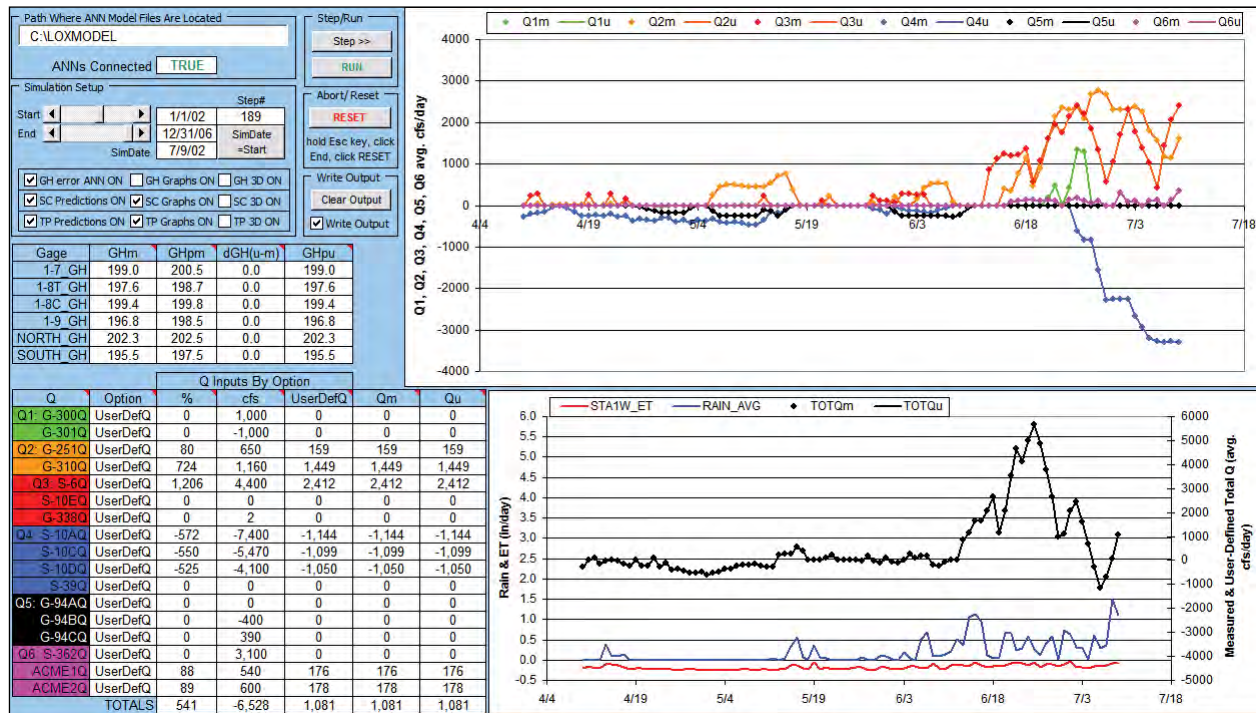 Path Where ANN Model Files Are Located
C:\LOXMODEL
ANNs Connected TRUE
Step/Run
Step >>
RUN
Simulation Setup
Step#
Start 1/1/02 189
End 12/31/06 SimDate
SimDate 7/9/02 =Start
Abort/Reset
RESET
hold Esc key, click
End, click RESET
GH error ANN ON GH Graphs ON GH 3D ON
SC Predictions ON SC Graphs ON SC 3D ON
TP Predictions ON TP Graphs ON TP 3D ON
Write Output
Clear Output
Write Output
Gage GHm GHpm dGH(u-m) GHpu
1-7_GH 199.0 200.5 0.0 199.0
1-8T_GH 197.6 198.7 0.0 197.6
1-8C_GH 199.4 199.8 0.0 199.4
1-9_GH 196.8 198.5 0.0 196.8
NORTH_GH 202.3 202.5 0.0 202.3
SOUTH_GH 195.5 197.5 0.0 195.5
Q1m Q1u Q2m Q2u Q3m Q3u Q4m Q4u Q5m Q5u Q6m Q6u
Q1, Q2, Q3, Q4, Q5, Q6 avg. cfs/day
4000
3000
2000
1000
0
-1000
-2000
-3000
-4000
4/4 4/19 5/4 5/19 6/3 6/18 7/3 7/18
Q Inputs By Option
Q Option % cfs UserDefQ Qm Qu
Q1: G-300Q UserDefQ 0 1,000 0 0 0
G-301Q UserDefQ 0 -1,000 0 0 0
Q2: G-251Q UserDefQ 80 650 159 159 159
G-310Q UserDefQ 724 1,160 1,449 1,449 1,449
Q3: S-6Q UserDefQ 1,206 4,400 2,412 2,412 2,412
S-10EQ UserDefQ 0 0 0 0 0
G-338Q UserDefQ 0 2 0 0 0
Q4: S-10AQ UserDefQ -572 -7,400 -1,144 -1,144 -1,144
S-10CQ UserDefQ -550 -5,470 -1,099 -1,099 -1,099
S-10DQ UserDefQ -525 -4,100 -1,050 -1,050 -1,050
S-39Q UserDefQ 0 0 0 0 0
Q5: G-94AQ UserDefQ 0 0 0 0 0
G-94BQ UserDefQ 0 -400 0 0 0
G-94CQ UserDefQ 0 390 0 0 0
Q6: S-362Q UserDefQ 0 3,100 0 0 0
ACME1Q UserDefQ 88 540 176 176 176
ACME2Q UserDefQ 89 600 178 178 178
TOTALS 541 -6,528 1,081 1,081 1,081
STA1W_ET RAIN_AVG TOTQm TOTQu
Rain & ET (in/day)
6.0
5.5
5.0
4.5
4.0
3.5
3.0
2.5
2.0
1.5
1.0
0.5
0.0
-0.5
6000
5000
4000
3000
2000
1000
0
-1000
-2000
-3000
-4000
-5000
Measured & User-Defined Total Q (avg. cfs/day)
4/4 4/19 5/4 5/19 6/3 6/18 7/3 7/18